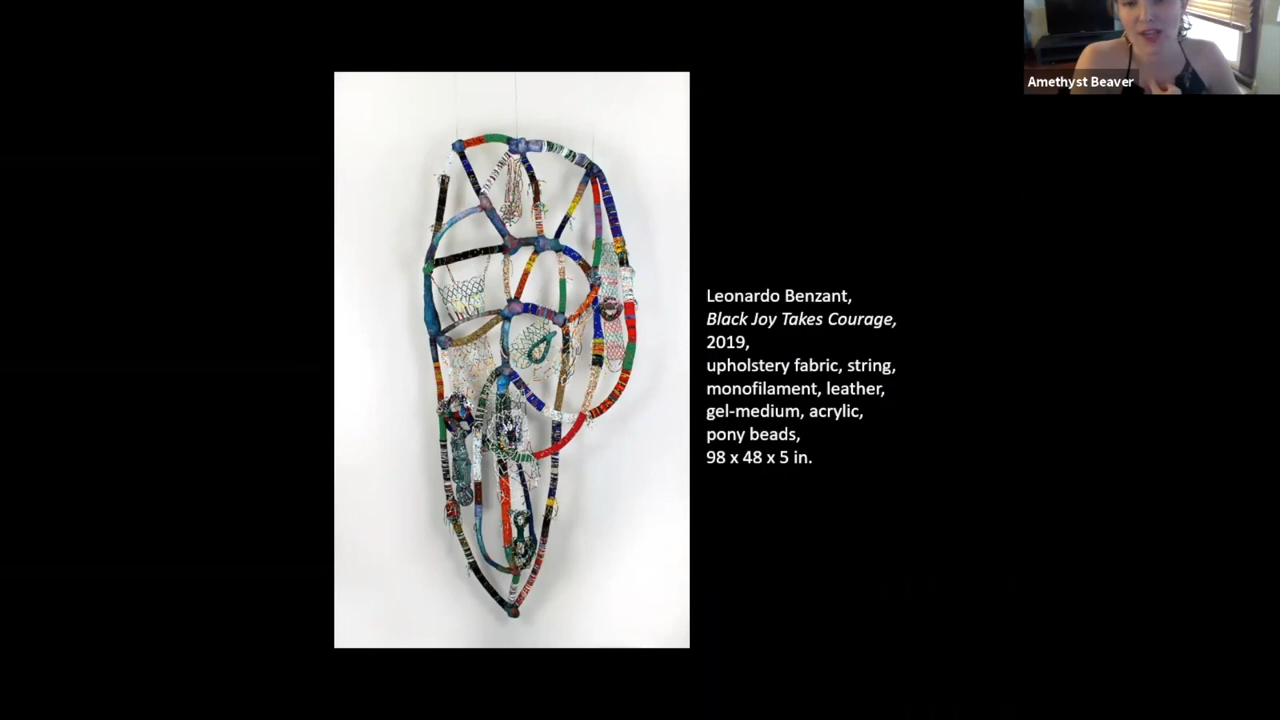 Amethyst Beaver
Leonardo Benzant,
Black Joy Takes Courage,
2019,
upholstery fabric, string,
monofilament, leather,
gel-medium, acrylic,
pony beads,
98 x 48 x 5 in.